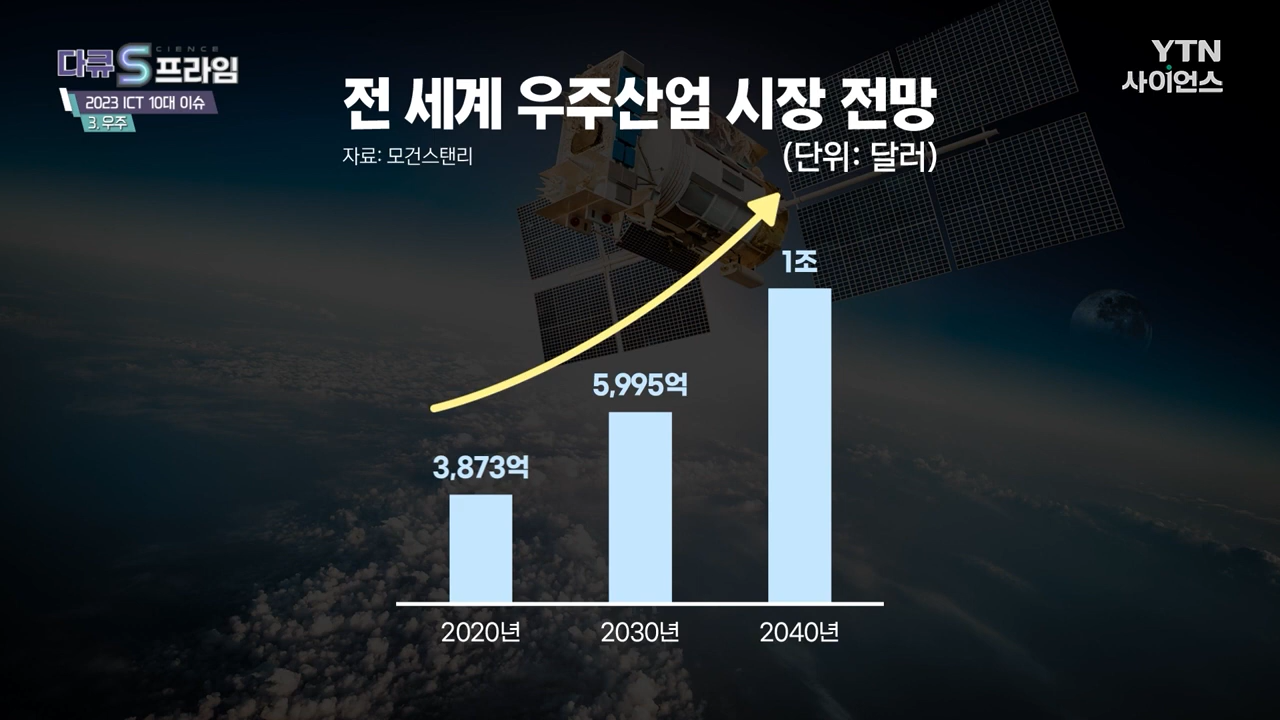 다큐 S 프라임
CIENCE
2023 ICT 10대 이슈
3. 우주
YTN
사이언스
전 세계 우주산업 시장 전망
자료: 모건스탠리
(단위: 달러)
1조
5,995억
3,873억
2020년
2030년
2040년